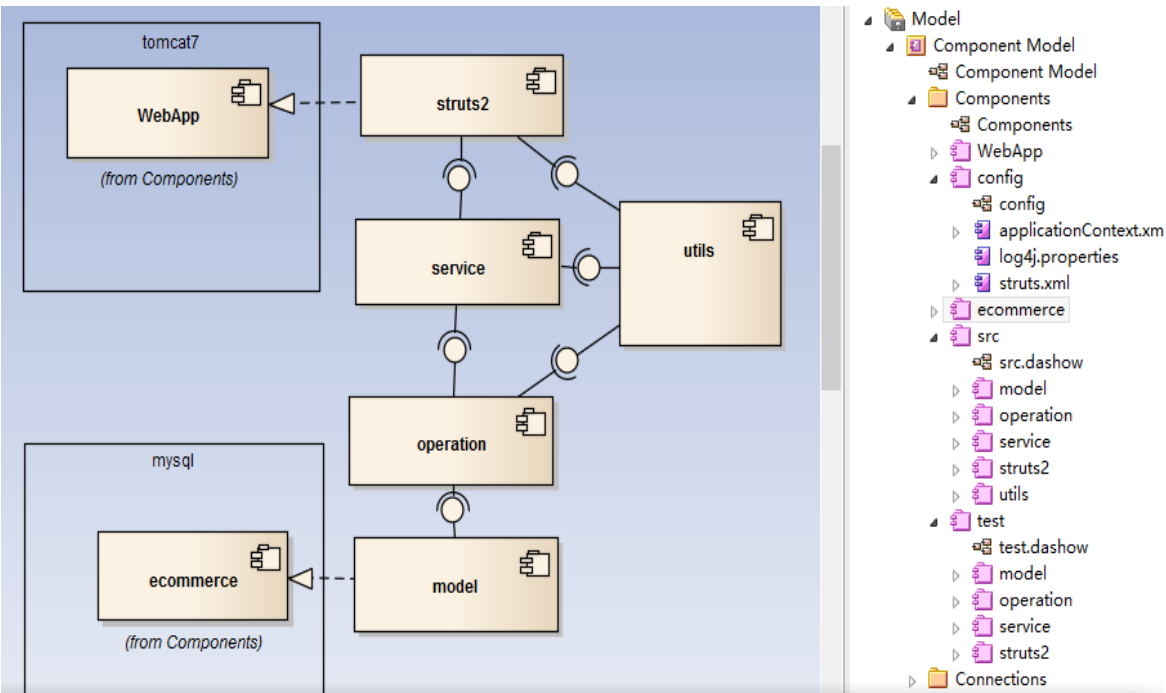 tomcat7
WebApp
(from Components)
struts2
service
utils
operation
mysql
ecommerce
(from Components)
model
Model
Component Model
Component Model
Components
Components
WebApp
config
config
applicationContext.xm
log4j.properties
struts.xml
ecommerce
src
src.dashow
model
operation
service
struts2
utils
test
test.dashow
model
operation
service
struts2
Connections